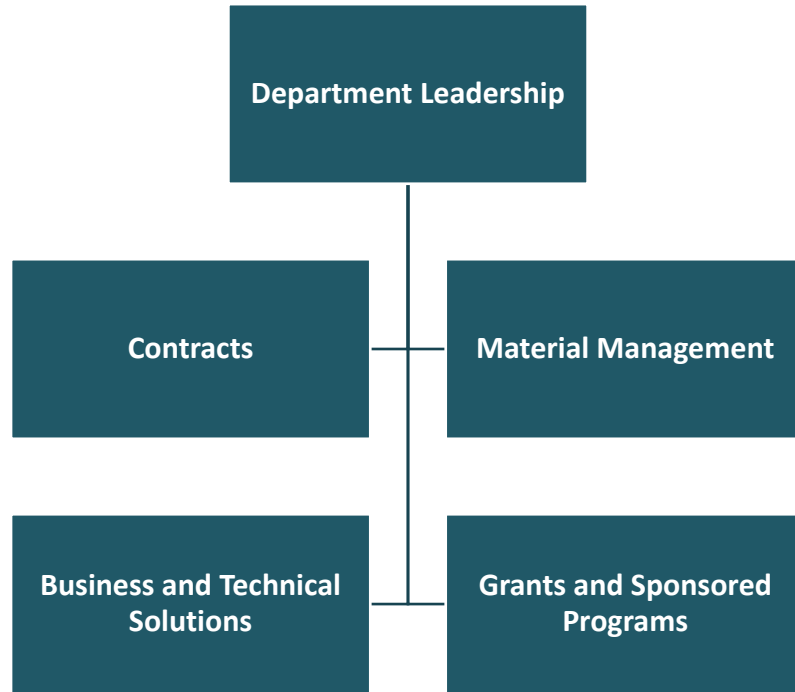 Department Leadership
Contracts
Material Management
Business and Technical
Solutions
Grants and Sponsored
Programs